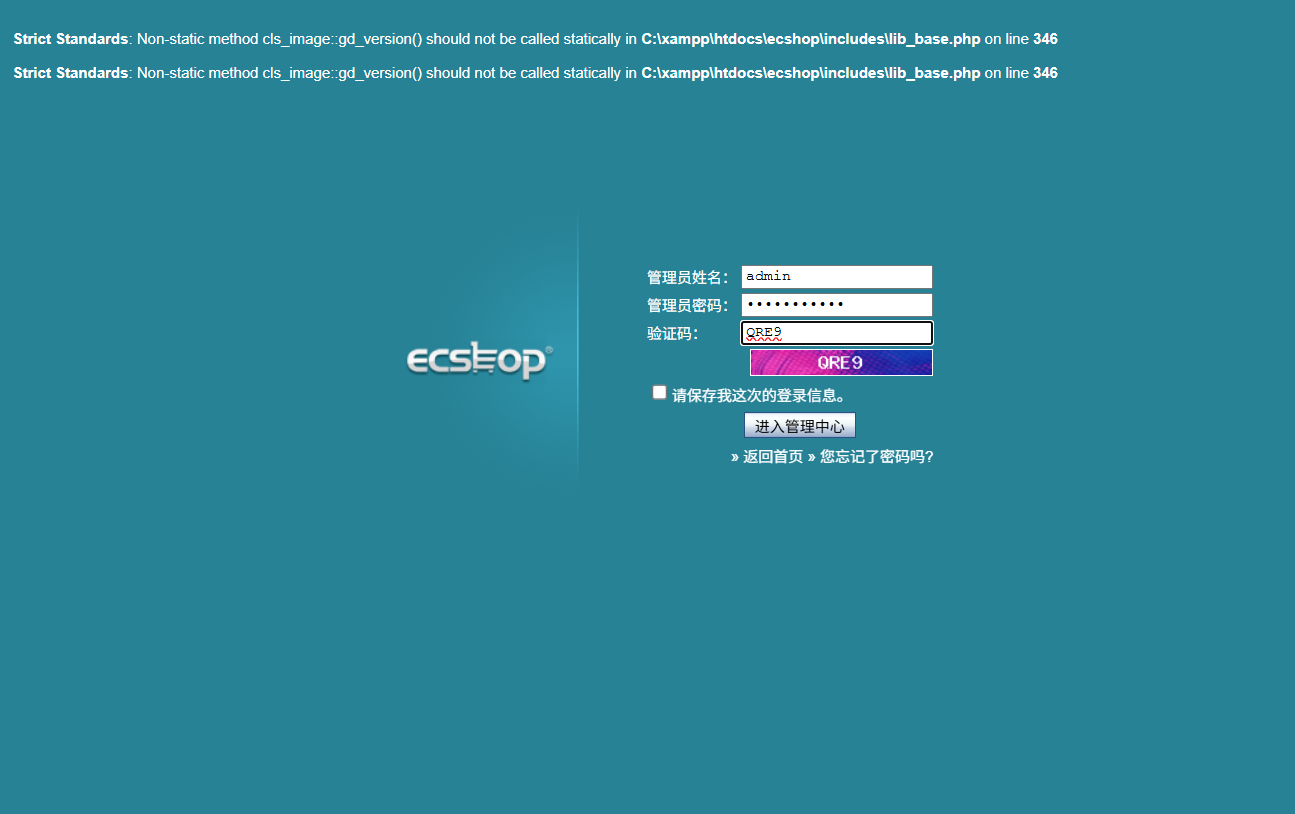 Strict Standards: Non-static method cls_image::gd_version() should not be called statically in C:\xampp\htdocs\ecshop\includes\lib_base.php on line 346
Strict Standards: Non-static method cls_image::gd_version() should not be called statically in C:\xampp\htdocs\ecshop\includes\lib_base.php on line 346
管理员姓名： admin
管理员密码： •••••••••••
验证码： QRE9
ecshop®
QRE9
请保存我这次的登录信息。
进入管理中心
» 返回首页 » 您忘记了密码吗?